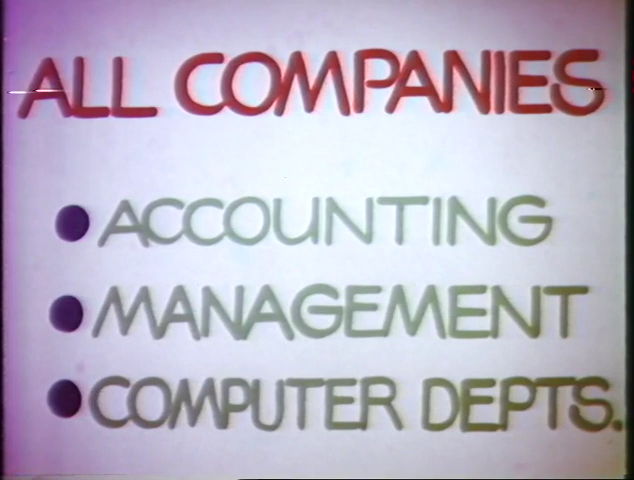 ALL COMPANIES
● ACCOUNTING
● MANAGEMENT
● COMPUTER DEPTS.